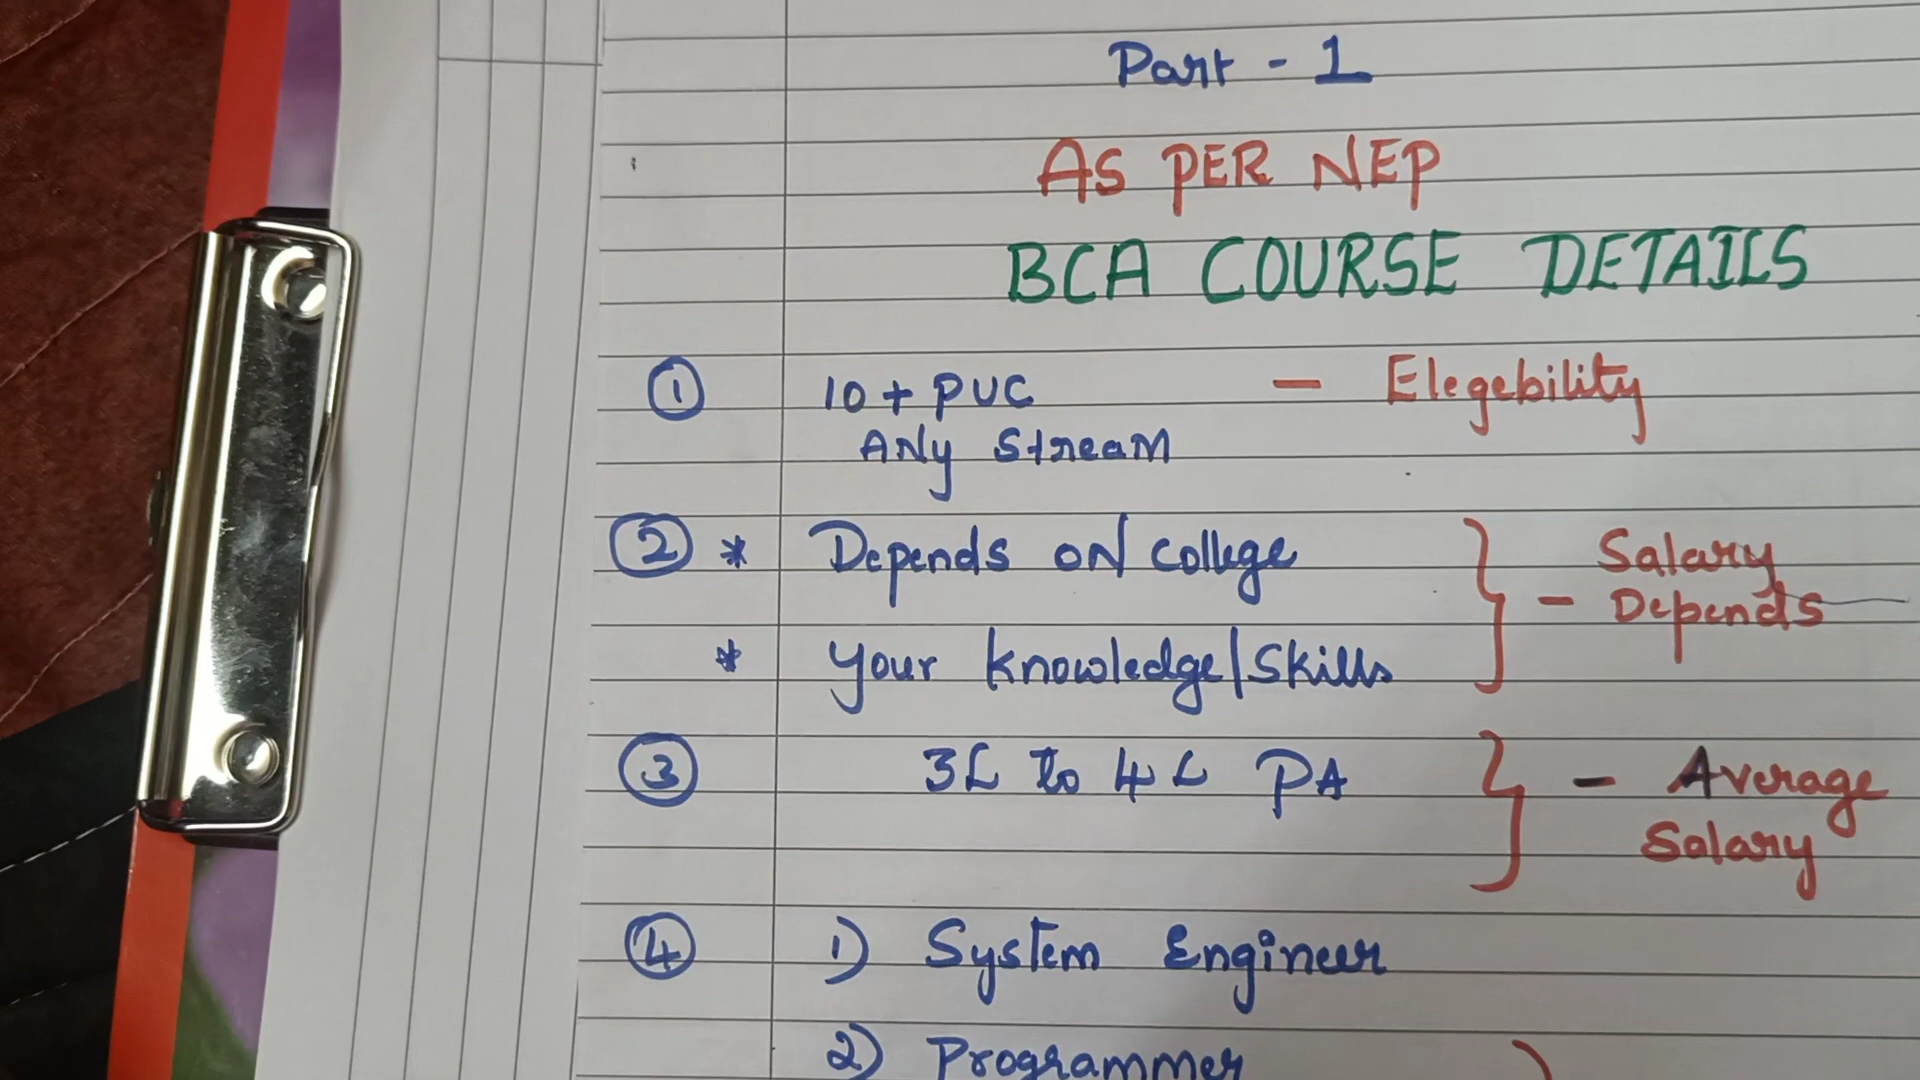 Part - 1
AS PER NEP
BCA COURSE DETAILS
① 10 + PUC — Elegebility
ANy StreaM
② * Depends ON college } — Salary Depends
* your knowledge/skills
③ 3L to 4L PA } — Average Salary
④ 1) System Engineer
2) Programmer